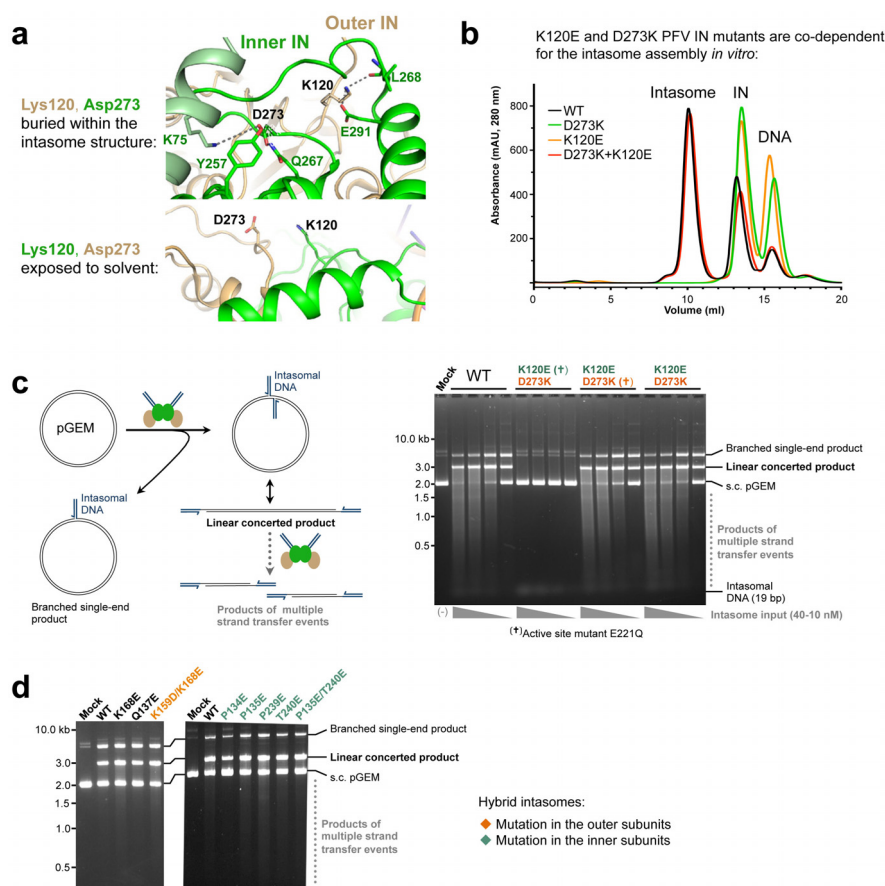 a
Inner IN
Outer IN
Lys120, Asp273
buried within the
intasome structure:
K120
L268
D273
E291
K75
Y257
Q267
Lys120, Asp273
exposed to solvent:
D273
K120
b
K120E and D273K PFV IN mutants are co-dependent
for the intasome assembly in vitro:
Absorbance (mAU, 280 nm)
800
600
400
200
WT
D273K
K120E
D273K+K120E
Intasome
IN
DNA
0
5
10
15
20
Volume (ml)
c
pGEM
Intasomal
DNA
Intasomal
DNA
Linear concerted product
Branched single-end
product
Products of multiple
strand transfer events
Mock
WT
K120E (✝)
D273K
K120E
D273K (✝)
K120E
D273K
10.0 kb
3.0
2.0
1.5
1.0
0.5
Branched single-end product
Linear concerted product
s.c. pGEM
Products of
multiple strand
transfer events
Intasomal
DNA (19 bp)
(-)
Intasome input (40-10 nM)
(✝)Active site mutant E221Q
d
Mock
WT
K168E
Q137E
K159D/K168E
Mock
WT
P134E
P135E
P239E
T240E
P135E/T240E
10.0 kb
3.0
2.0
1.5
1.0
0.5
Branched single-end product
Linear concerted product
s.c. pGEM
Products of
multiple strand
transfer events
Hybrid intasomes:
Mutation in the outer subunits
Mutation in the inner subunits